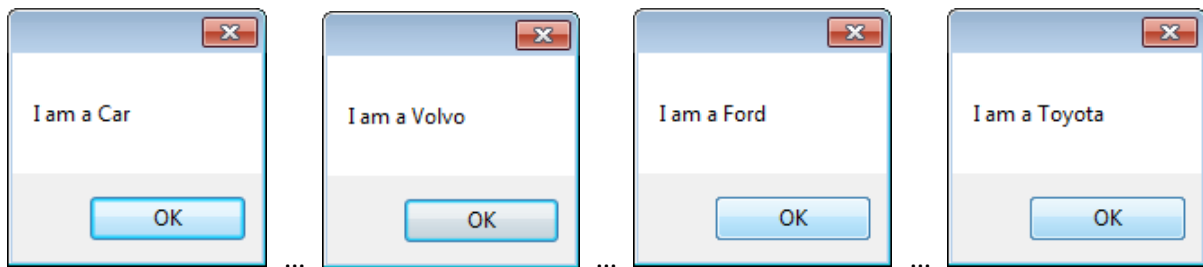 I am a Car
OK
...
I am a Volvo
OK
...
I am a Ford
OK
...
I am a Toyota
OK